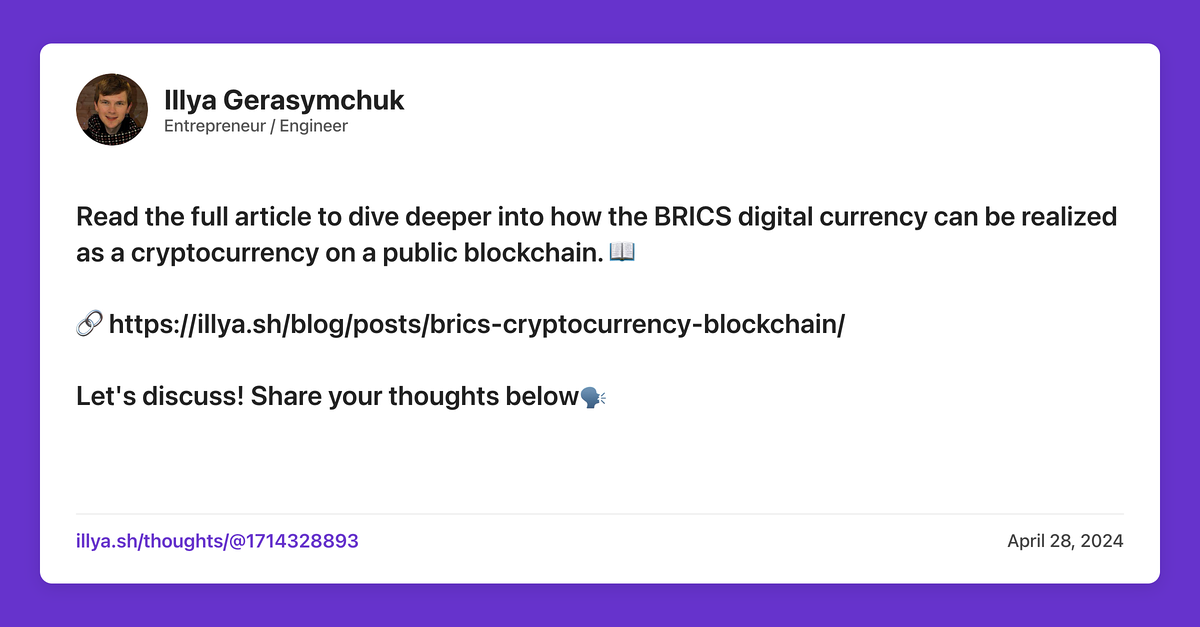 Illya Gerasymchuk
Entrepreneur / Engineer
Read the full article to dive deeper into how the BRICS digital currency can be realized
as a cryptocurrency on a public blockchain. 📖
🔗 https://illya.sh/blog/posts/brics-cryptocurrency-blockchain/
Let's discuss! Share your thoughts below🗣️
illya.sh/thoughts/@1714328893
April 28, 2024